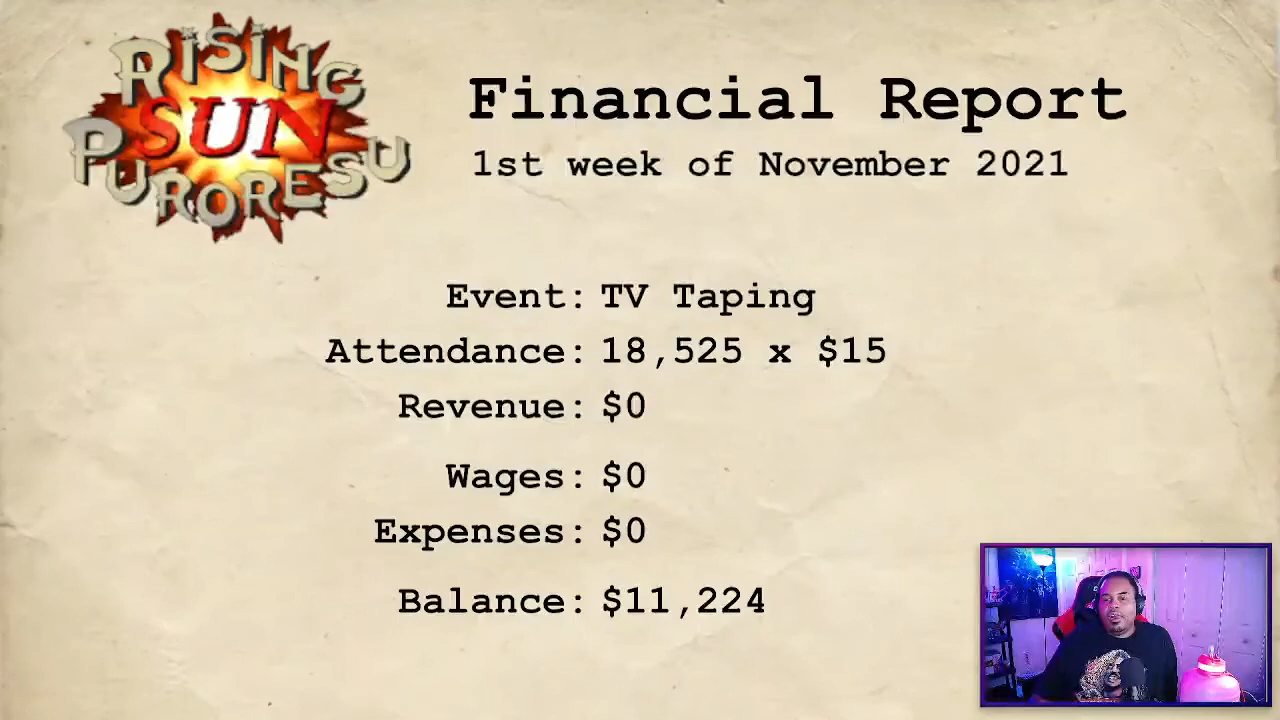 RISING
SUN
PURORESU
Financial Report
1st week of November 2021
Event: TV Taping
Attendance: 18,525 x $15
Revenue: $0
Wages: $0
Expenses: $0
Balance: $11,224